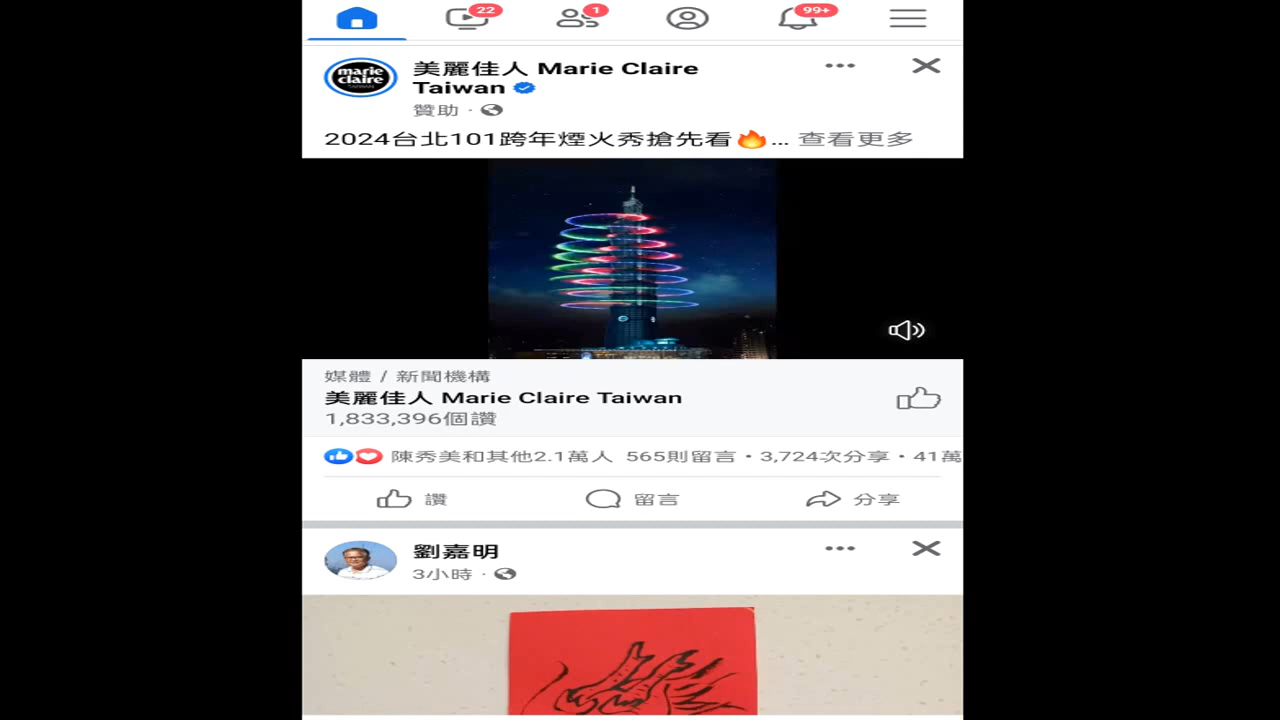 22
1
99+
marie
claire
TAIWAN
美麗佳人 Marie Claire
Taiwan
贊助 ·
2024台北101跨年煙火秀搶先看🔥... 查看更多
媒體 / 新聞機構
美麗佳人 Marie Claire Taiwan
1,833,396個讚
陳秀美和其他2.1萬人 565則留言・3,724次分享・41萬
讚 留言 分享
劉嘉明
3小時 ·